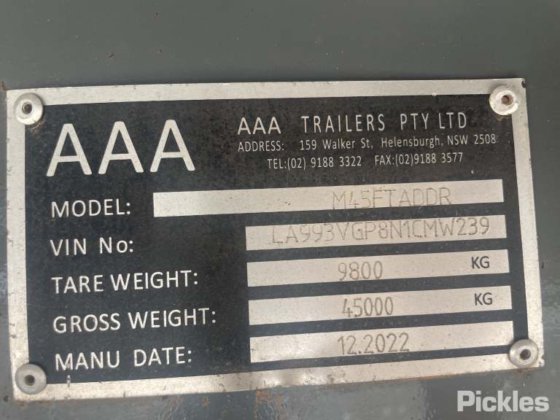 AAA
AAA TRAILERS PTY LTD
ADDRESS: 159 Walker St, Helensburgh, NSW 2508
TEL:(02) 9188 3322 FAX:(02)9188 3577
MODEL: M45FTADDR
VIN No: LA993VGP8N1CMW239
TARE WEIGHT: 9800 KG
GROSS WEIGHT: 45000 KG
MANU DATE: 12.2022
Pickles